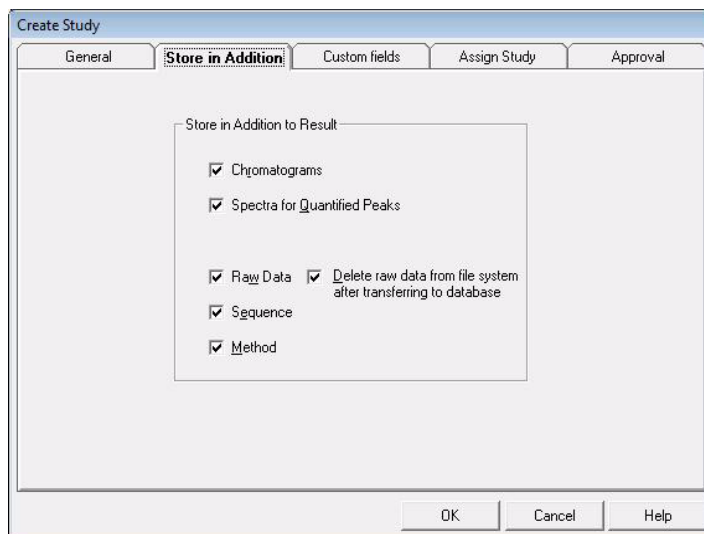 Create Study
General
Store in Addition
Custom fields
Assign Study
Approval
Store in Addition to Result
Chromatograms
Spectra for Quantified Peaks
Raw Data
Delete raw data from file system
after transferring to database
Sequence
Method
OK
Cancel
Help